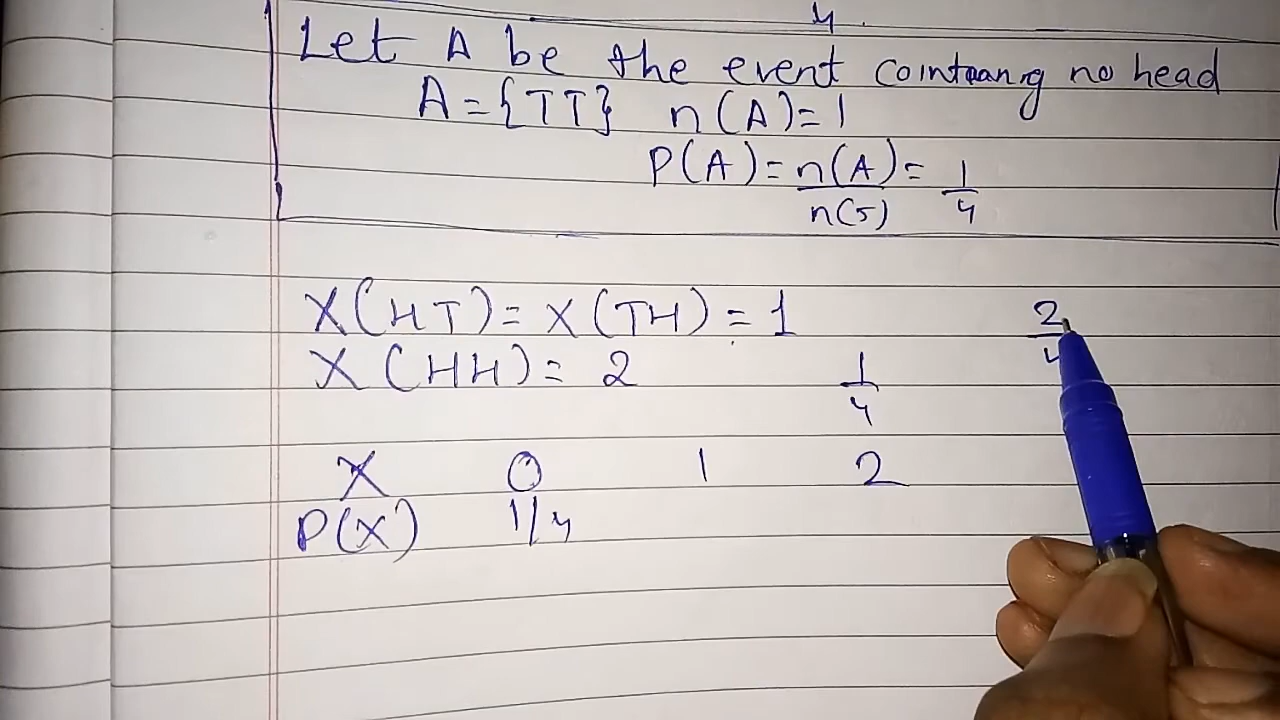 4
Let A be the event cointaang no head
A = {TT} n(A) = 1
P(A) = n(A)/n(S) = 1/4
X(HT) = X(TH) = 1
2/4
X(HH) = 2
1/4
X 0 1 2
P(X) 1/4